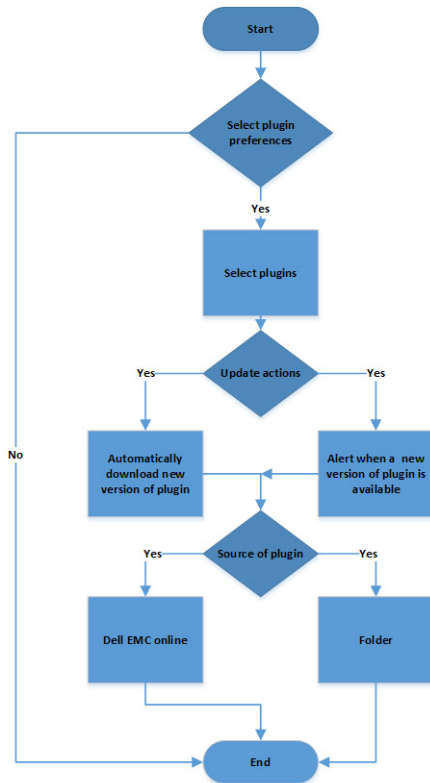 Start
Select plugin
preferences
Yes
Select plugins
Yes
Update actions
Yes
No
Automatically
download new
version of plugin
Alert when a new
version of plugin is
available
Yes
Source of plugin
Yes
Dell EMC online
Folder
End